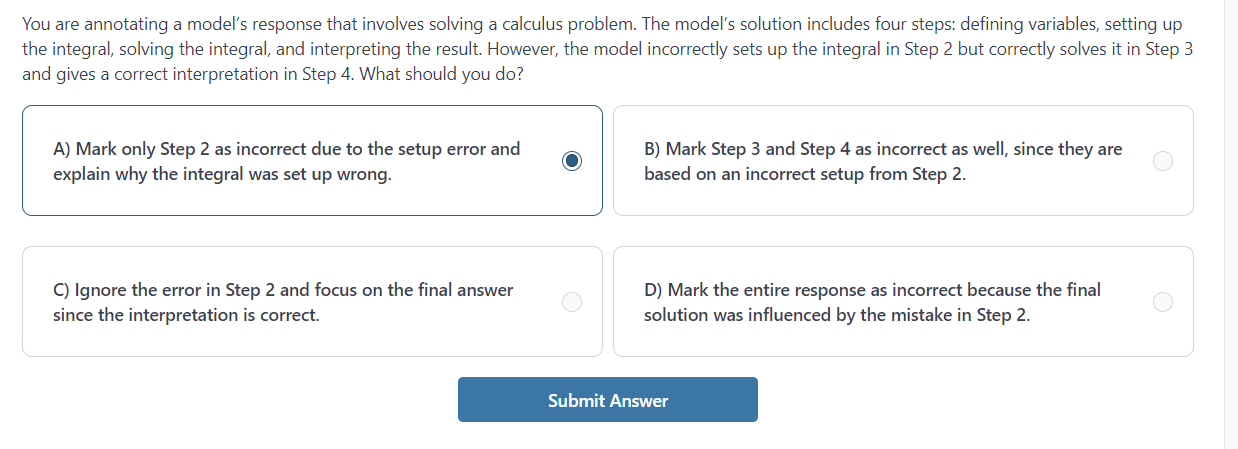 You are annotating a model’s response that involves solving a calculus problem. The model’s solution includes four steps: defining variables, setting up
the integral, solving the integral, and interpreting the result. However, the model incorrectly sets up the integral in Step 2 but correctly solves it in Step 3
and gives a correct interpretation in Step 4. What should you do?
A) Mark only Step 2 as incorrect due to the setup error and
explain why the integral was set up wrong.
B) Mark Step 3 and Step 4 as incorrect as well, since they are
based on an incorrect setup from Step 2.
C) Ignore the error in Step 2 and focus on the final answer
since the interpretation is correct.
D) Mark the entire response as incorrect because the final
solution was influenced by the mistake in Step 2.
Submit Answer